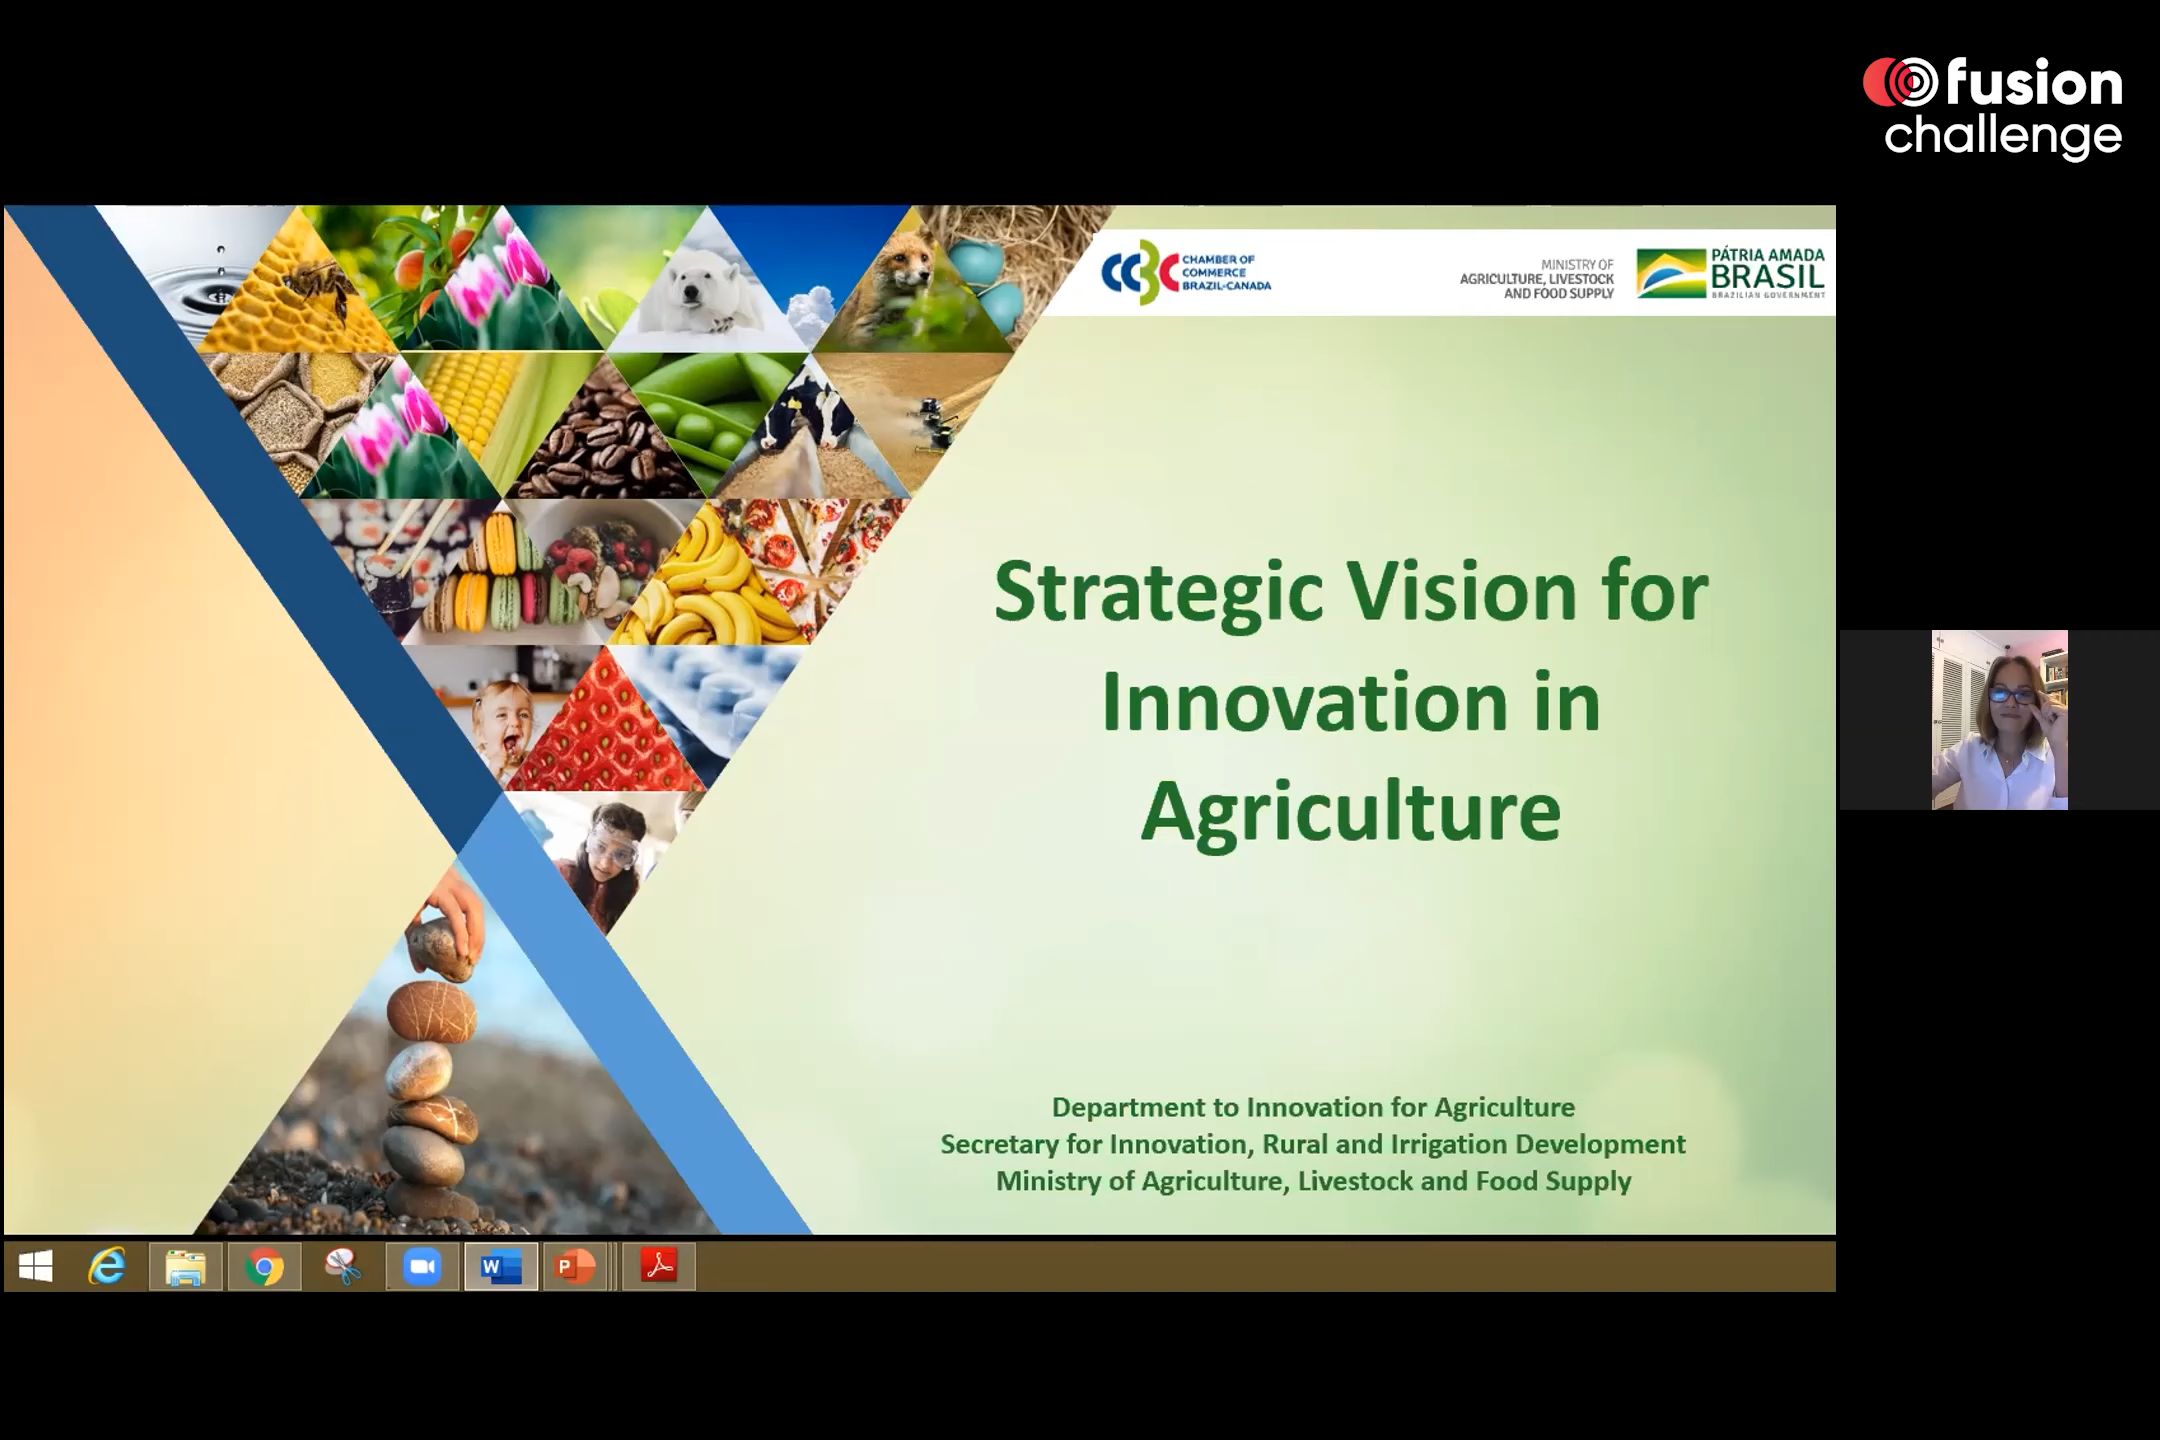 fusion
challenge
CCBC
CHAMBER OF
COMMERCE
BRAZIL-CANADA
MINISTRY OF
AGRICULTURE, LIVESTOCK
AND FOOD SUPPLY
PÁTRIA AMADA
BRASIL
BRAZILIAN GOVERNMENT
Strategic Vision for
Innovation in
Agriculture
Department to Innovation for Agriculture
Secretary for Innovation, Rural and Irrigation Development
Ministry of Agriculture, Livestock and Food Supply
W
P